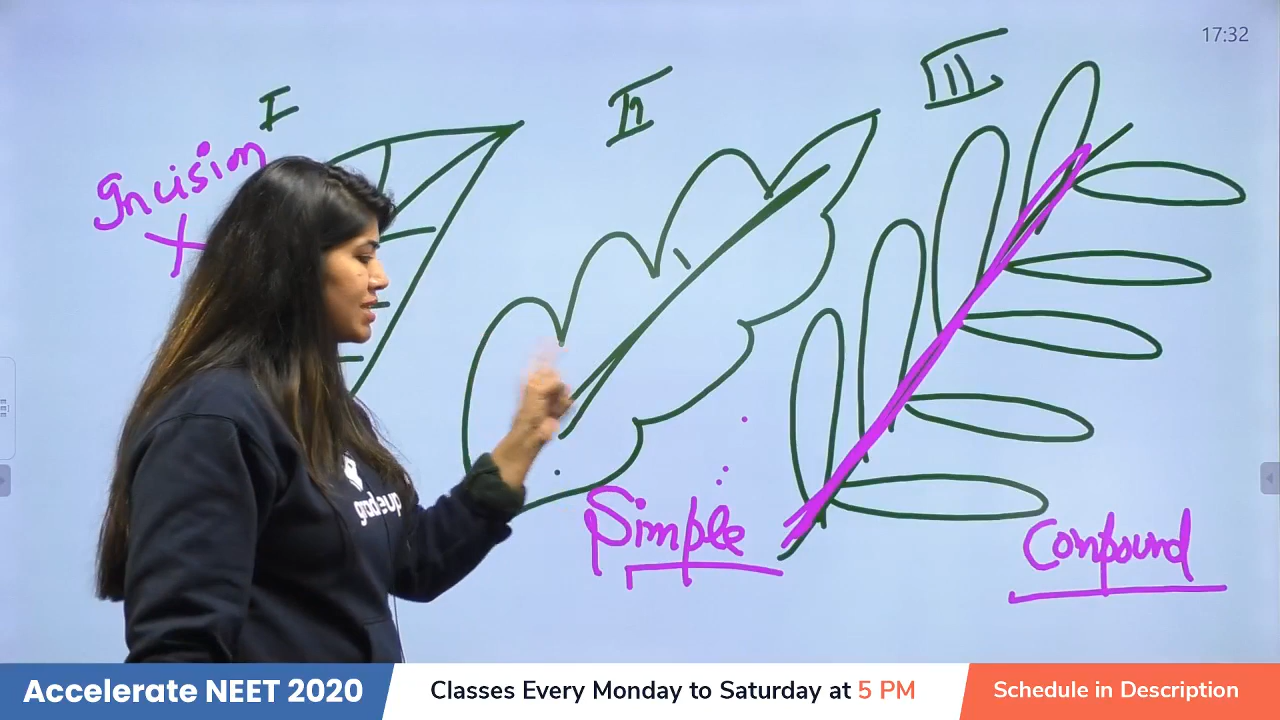 17:32
I
II
III
Incision
X
Simple
Compound
gradeup
Accelerate NEET 2020
Classes Every Monday to Saturday at 5 PM
Schedule in Description